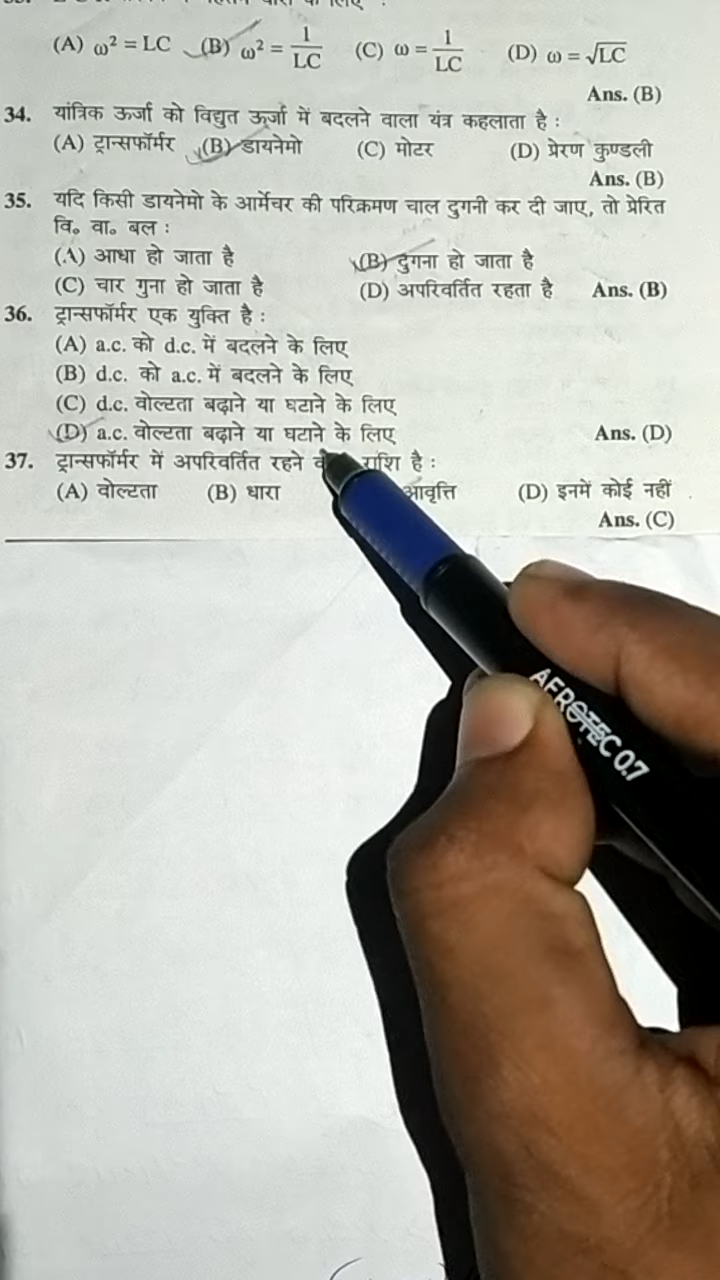 (A) ω² = LC (B) ω² = 1/LC (C) ω = 1/LC (D) ω = √LC
Ans. (B)
34. यांत्रिक ऊर्जा को विद्युत ऊर्जा में बदलने वाला यंत्र कहलाता है :
(A) ट्रान्सफॉर्मर (B) डायनेमो (C) मोटर (D) प्रेरण कुण्डली
Ans. (B)
35. यदि किसी डायनेमो के आर्मेचर की परिक्रमण चाल दुगनी कर दी जाए, तो प्रेरित
वि॰ वा॰ बल :
(A) आधा हो जाता है (B) दुगना हो जाता है
(C) चार गुना हो जाता है (D) अपरिवर्तित रहता है Ans. (B)
36. ट्रान्सफॉर्मर एक युक्ति है :
(A) a.c. को d.c. में बदलने के लिए
(B) d.c. को a.c. में बदलने के लिए
(C) d.c. वोल्टता बढ़ाने या घटाने के लिए
(D) a.c. वोल्टता बढ़ाने या घटाने के लिए Ans. (D)
37. ट्रान्सफॉर्मर में अपरिवर्तित रहने राशि है :
(A) वोल्टता (B) धारा आवृत्ति (D) इनमें कोई नहीं
Ans. (C)
AEROTEC 0.7